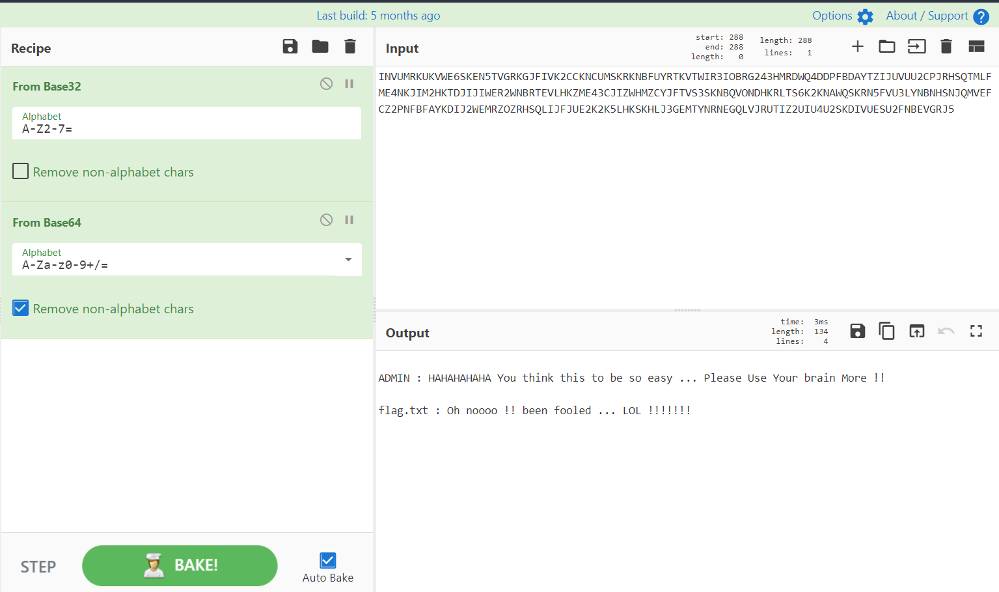 Last build: 5 months ago
Options
About / Support
Recipe
Input
start: 288
end: 288
length: 0
length: 288
lines: 1
From Base32
Alphabet
A-Z2-7=
Remove non-alphabet chars
From Base64
Alphabet
A-Za-z0-9+/=
Remove non-alphabet chars
STEP
BAKE!
Auto Bake
INVUMRKUKVWE6SKEN5TVGRKGJFIVK2CCKNCUMSKRKNBFUYRTKVTWIR3IOBRG243HMRDWQ4DDPFBDAYTZIJUVUU2CPJRHSQTMLF
ME4NKJIM2HKTDJIJIWER2WNBRTEVLHKZME43CJIZWHMZCYJFTVS3SKNBQVONDHKRLTS6K2KNAWQSKRN5FVU3LYNBNHSNJQMVEF
CZ2PNFBFAYKDIJ2WEMRZOZRHSQLIJFJUE2K2K5LHKSKHLJ3GEMTYNRNEGQLVJRUTIZ2UIU4U2SKDIVUESU2FNBEVGRJ5
Output
time: 3ms
length: 134
lines: 4
ADMIN : HAHAHAHAHA You think this to be so easy ... Please Use Your brain More !!
flag.txt : Oh noooo !! been fooled ... LOL !!!!!!!